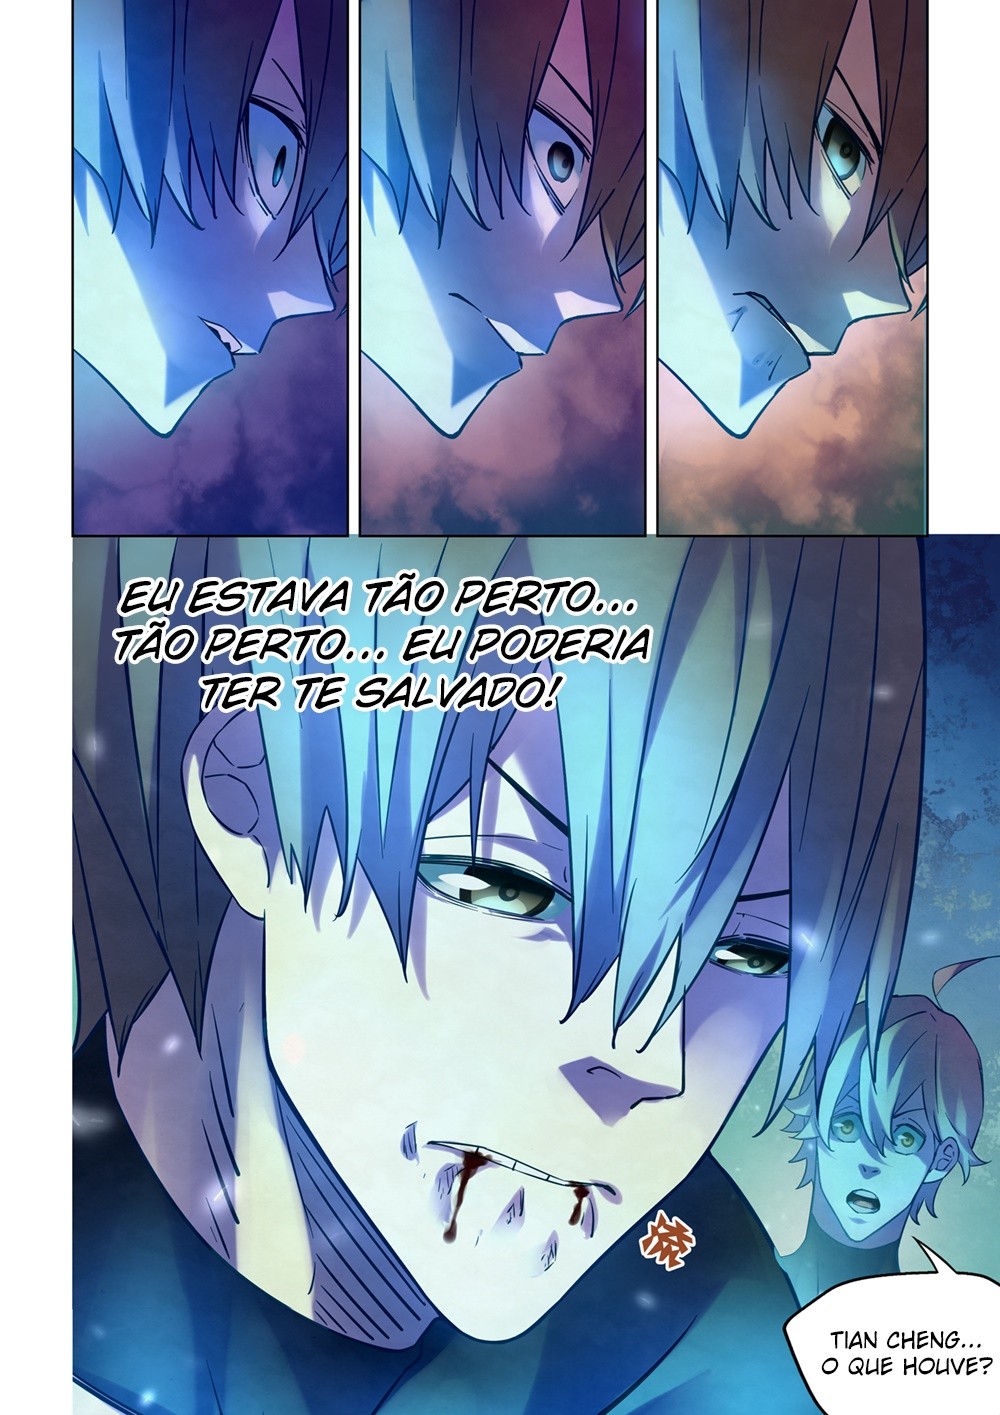 EU ESTAVA TÃO PERTO...
TÃO PERTO... EU PODERIA
TER TE SALVADO!
TIAN CHENG...
O QUE HOUVE?